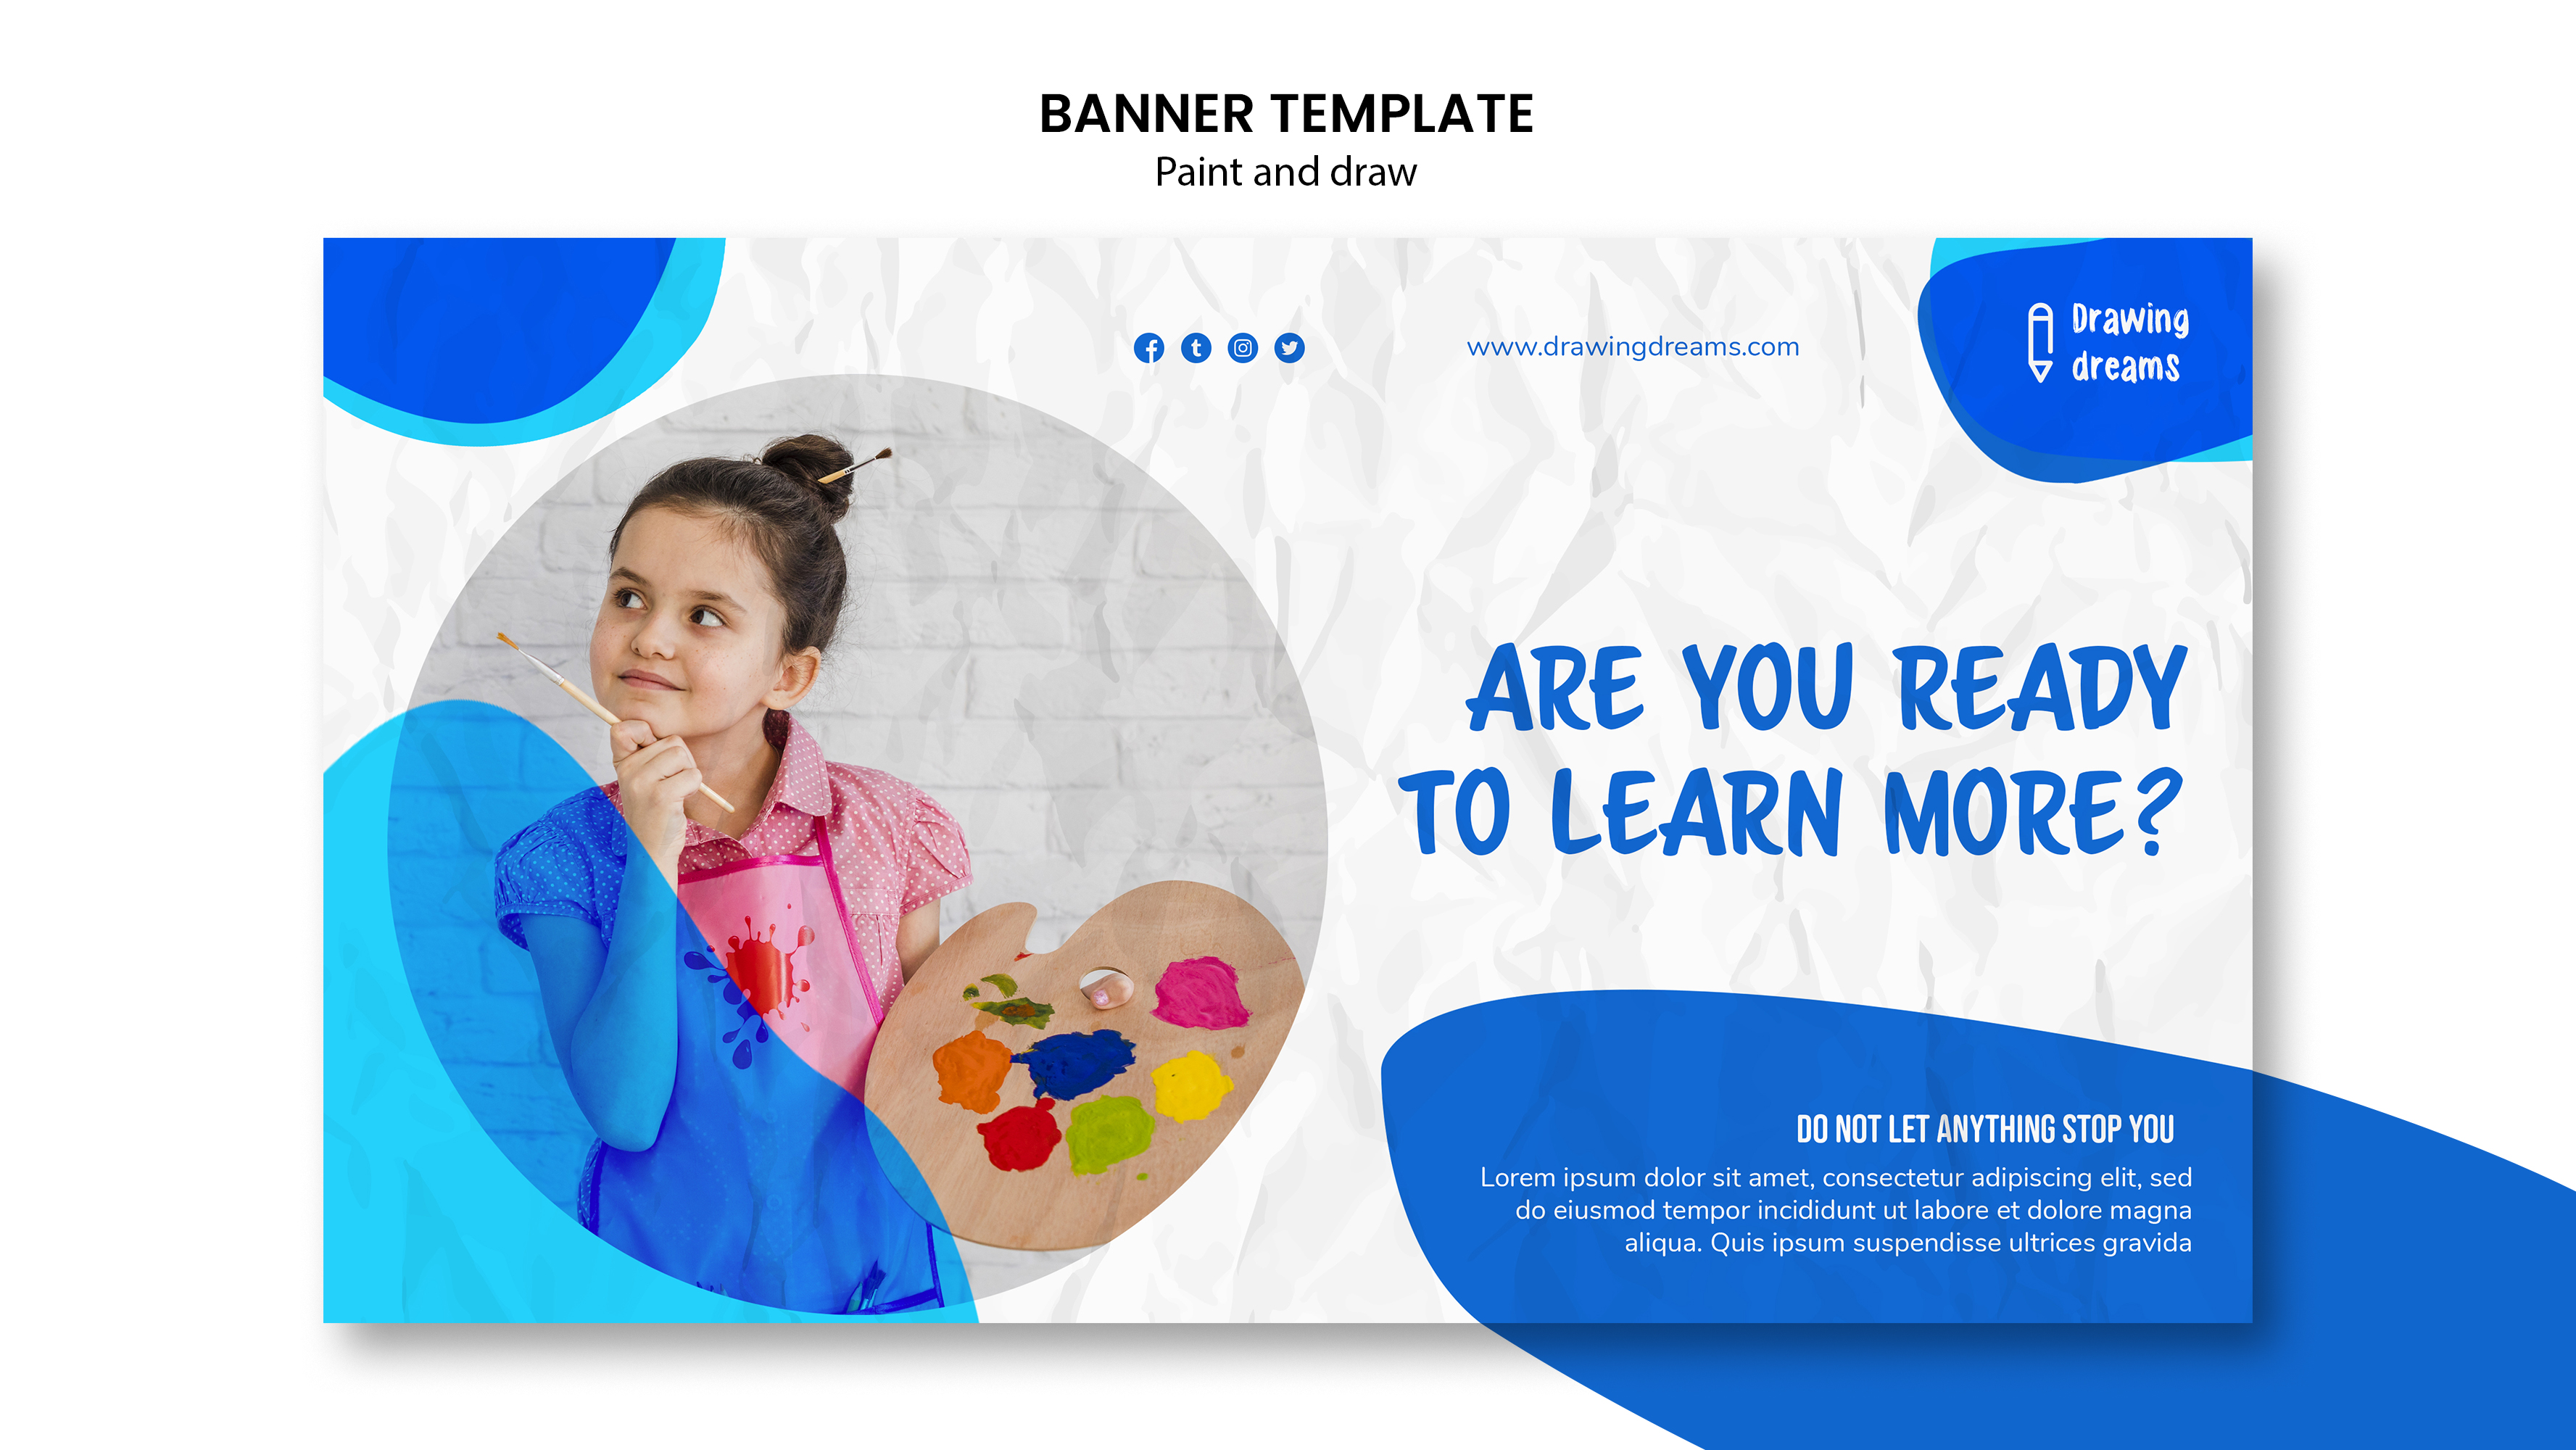 BANNER TEMPLATE
Paint and draw
www.drawingdreams.com
Drawing
dreams
ARE YOU READY
TO LEARN MORE?
DO NOT LET ANYTHING STOP YOU
Lorem ipsum dolor sit amet, consectetur adipiscing elit, sed
do eiusmod tempor incididunt ut labore et dolore magna
aliqua. Quis ipsum suspendisse ultrices gravida